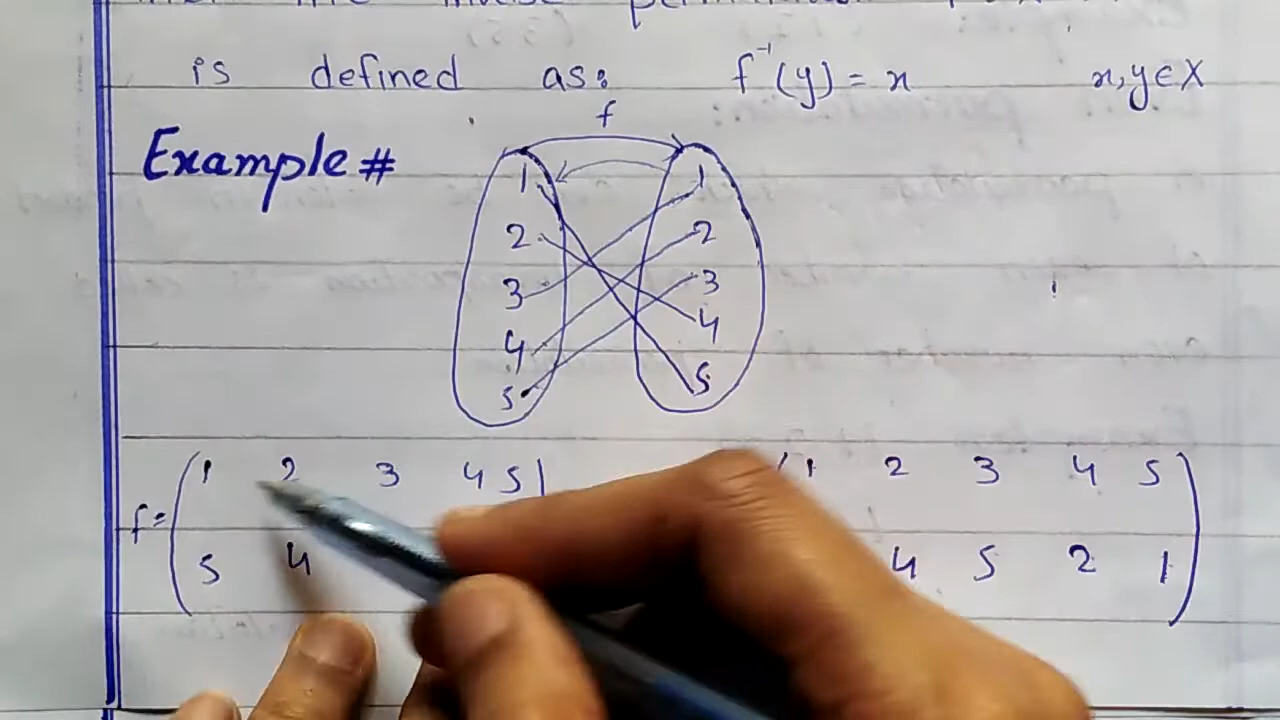 is defined as: f⁻¹(y) = x x,y∈X
f
Example #
1 1
2 2
3 3
4 4
5 5
f = ( 1 2 3 4 5 ) ( 1 2 3 4 5 )
5 4 4 5 2 1